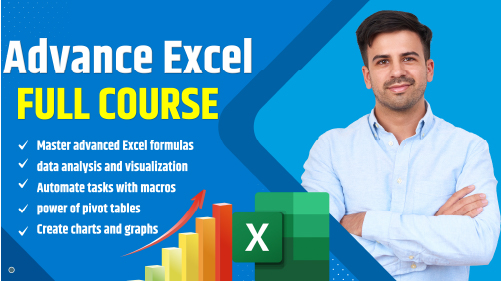 Advance Excel
FULL COURSE
Master advanced Excel formulas
data analysis and visualization
Automate tasks with macros
power of pivot tables
Create charts and graphs
X